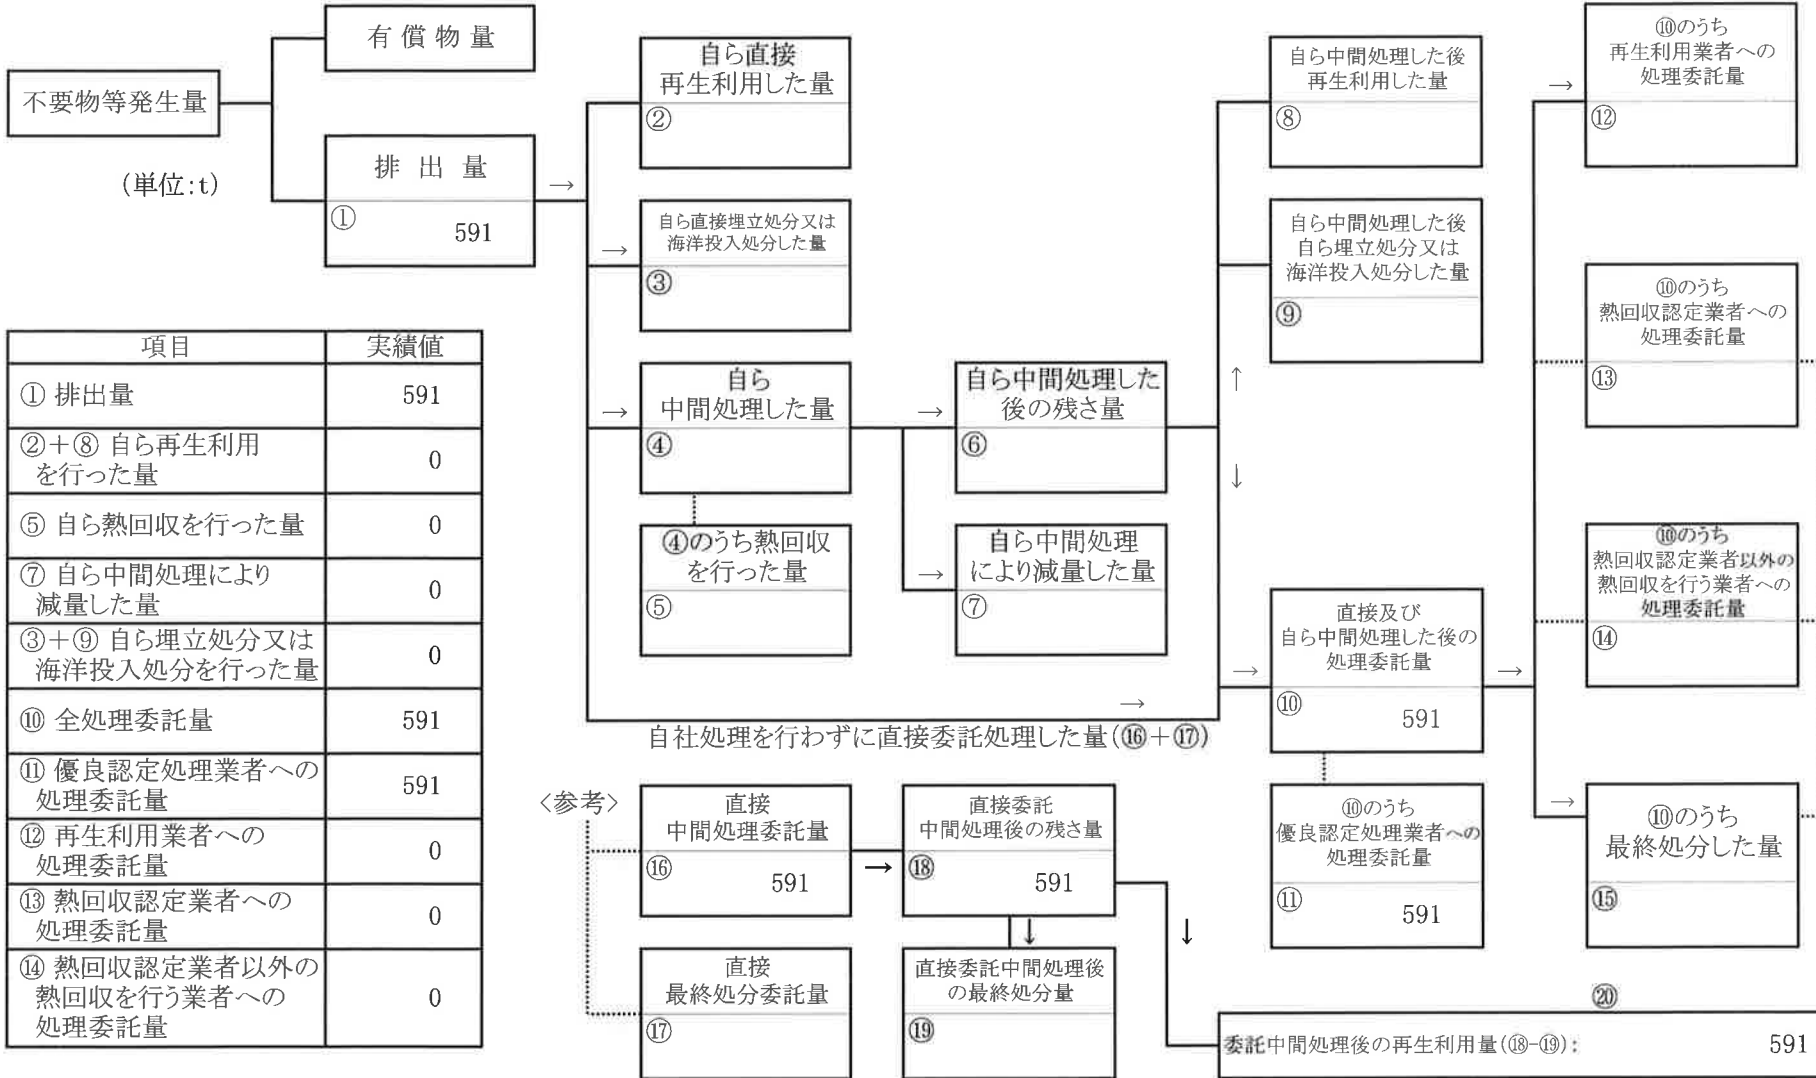 不要物等発生量
有償物量
(単位:t)
排出量
→
①
591
自ら直接
再生利用した量
②
→
自ら直接埋立処分又は
海洋投入処分した量
③
→
自ら
中間処理した量
④
④のうち熱回収
を行った量
⑤
→
自ら中間処理した
後の残さ量
⑥
→
自ら中間処理
により減量した量
⑦
↑
↓
自ら中間処理した後
再生利用した量
⑧
自ら中間処理した後
自ら埋立処分又は
海洋投入処分した量
⑨
→
自社処理を行わずに直接委託処理した量(⑯+⑰)
→
直接及び
自ら中間処理した後の
処理委託量
⑩
591
→
⑩のうち
優良認定処理業者への
処理委託量
⑪
591
→
⑩のうち
再生利用業者への
処理委託量
⑫
⑩のうち
熱回収認定業者への
処理委託量
⑬
⑩のうち
熱回収認定業者以外の
熱回収を行う業者への
処理委託量
⑭
→
⑩のうち
最終処分した量
⑮
項目 実績値
① 排出量 591
②+⑧ 自ら再生利用
を行った量 0
⑤ 自ら熱回収を行った量 0
⑦ 自ら中間処理により
減量した量 0
③+⑨ 自ら埋立処分又は
海洋投入処分を行った量 0
⑩ 全処理委託量 591
⑪ 優良認定処理業者への
処理委託量 591
⑫ 再生利用業者への
処理委託量 0
⑬ 熱回収認定業者への
処理委託量 0
⑭ 熱回収認定業者以外の
熱回収を行う業者への
処理委託量 0
〈参考〉
直接
中間処理委託量
⑯
591
→
直接委託
中間処理後の残さ量
⑱
591
↓
↓
直接
最終処分委託量
⑰
直接委託中間処理後
の最終処分量
⑲
⑳
委託中間処理後の再生利用量(⑱-⑲): 591